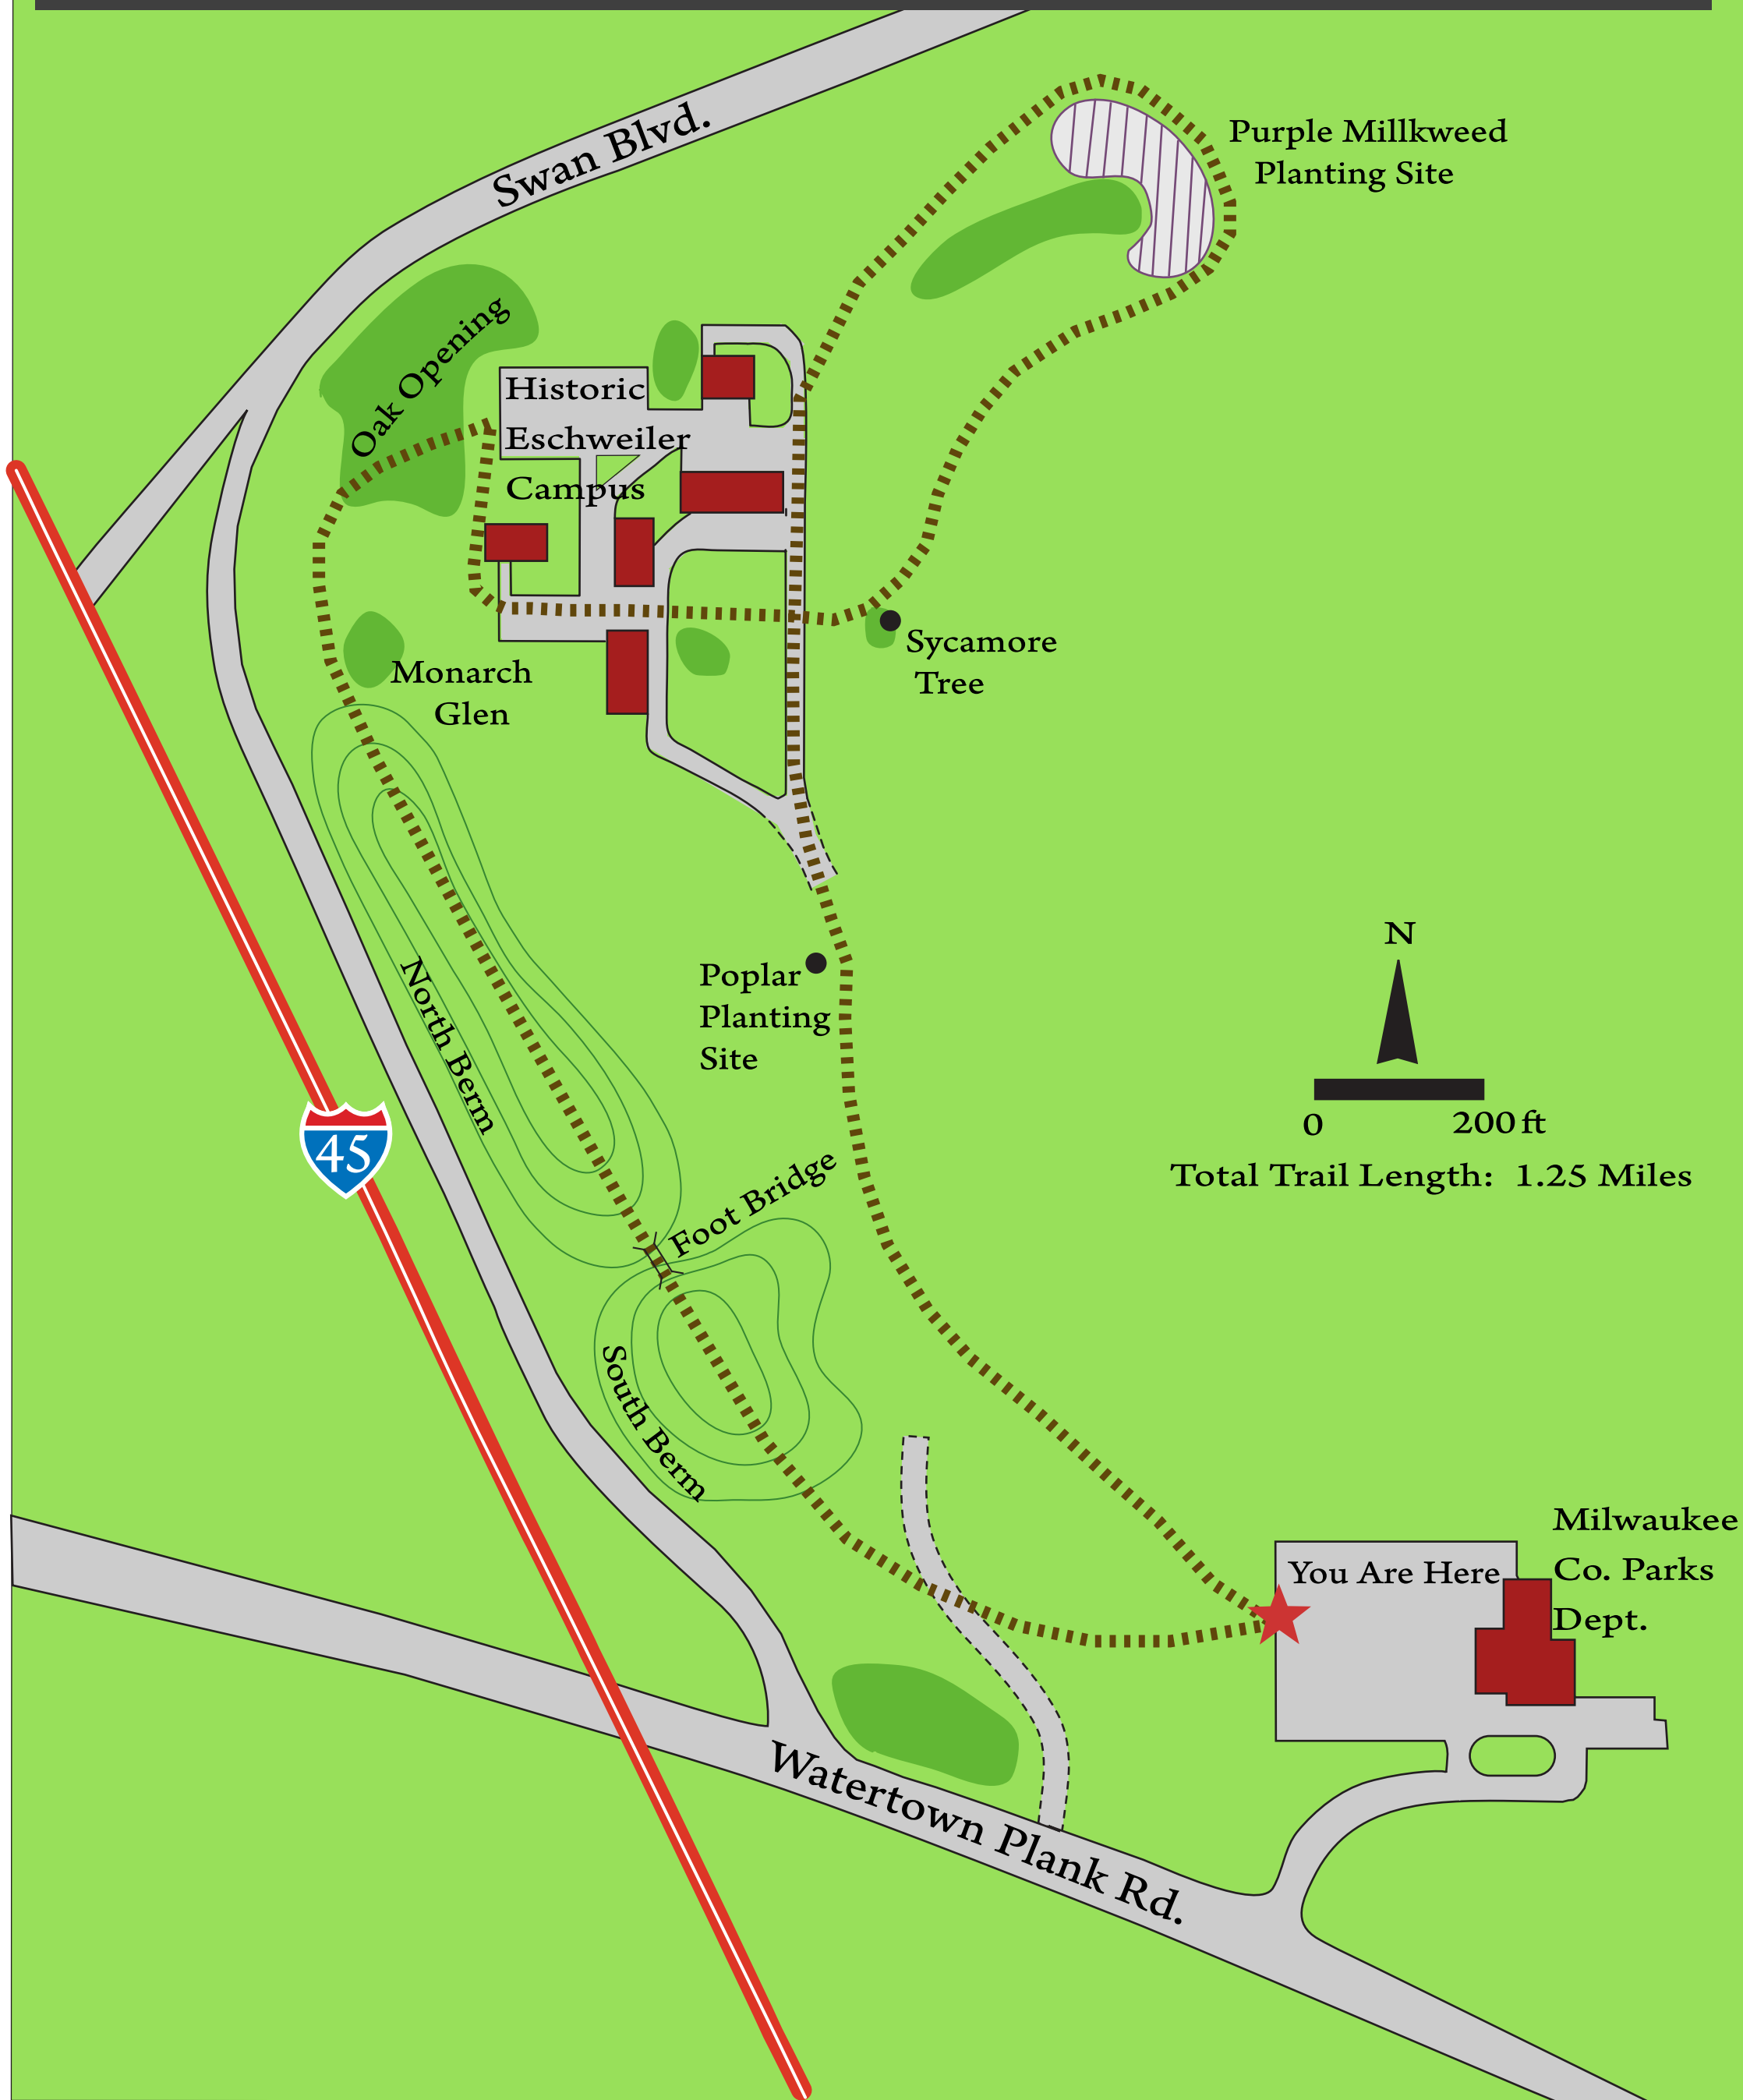 Swan Blvd.
Purple Millkweed
Planting Site
Oak Opening
Historic
Eschweiler
Campus
Sycamore
Tree
Monarch
Glen
N
Poplar
Planting
Site
North Berm
0 200 ft
45
Foot Bridge
Total Trail Length: 1.25 Miles
South Berm
Milwaukee
Co. Parks
Dept.
You Are Here
Watertown Plank Rd.